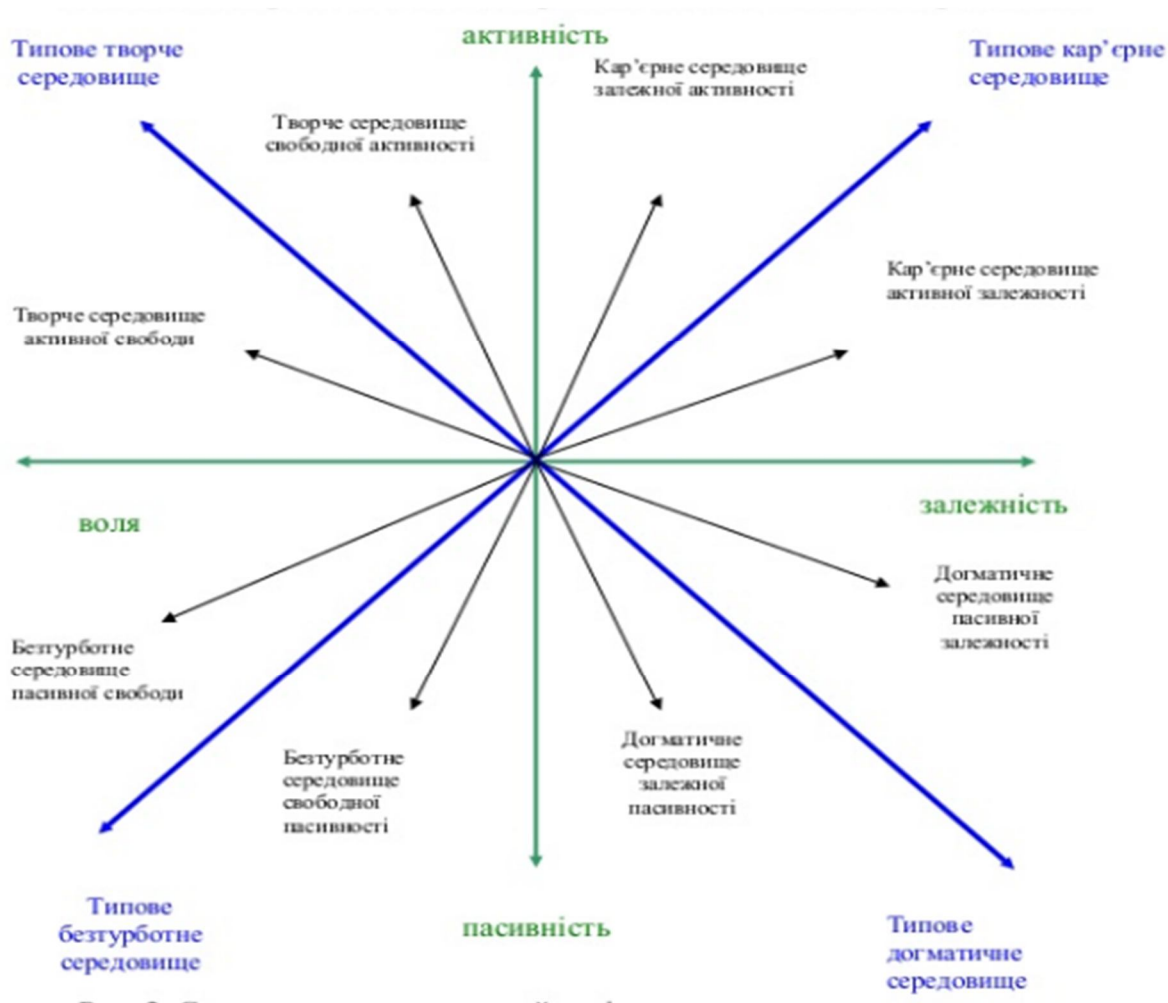 активність
Типове творче
середовище
Кар’єрне середовище
залежної активності
Типове кар’єрне
середовище
Творче середовище
свободної активності
Кар’єрне середовище
активної залежності
Творче середовище
активної свободи
воля
залежність
Догматичне
середовище
пасивної
залежності
Безтурботне
середовище
пасивної свободи
Безтурботне
середовище
свободної
пасивності
Догматичне
середовище
залежної
пасивності
Типове
безтурботне
середовище
пасивність
Типове
догматичне
середовище